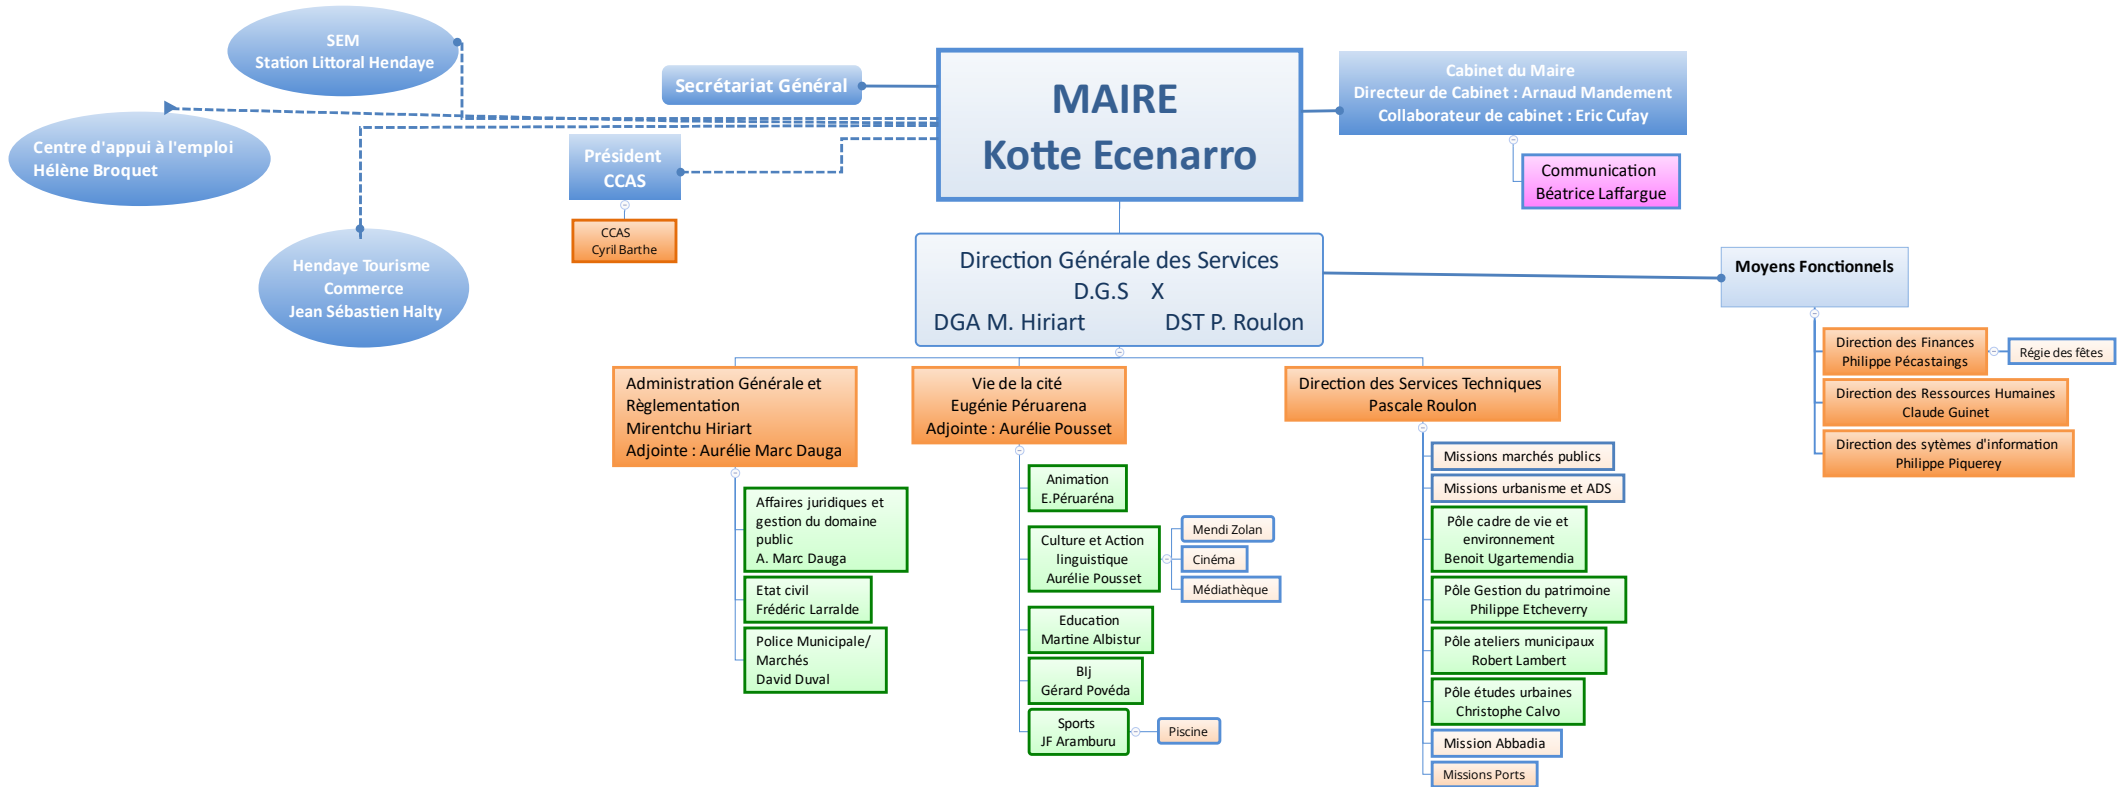 SEM
Station Littoral Hendaye
Centre d'appui à l'emploi
Hélène Broquet
Hendaye Tourisme
Commerce
Jean Sébastien Halty
Secrétariat Général
Président
CCAS
CCAS
Cyril Barthe
MAIRE
Kotte Ecenarro
Cabinet du Maire
Directeur de Cabinet : Arnaud Mandement
Collaborateur de cabinet : Eric Cufay
Communication
Béatrice Laffargue
Direction Générale des Services
D.G.S X
DGA M. Hiriart DST P. Roulon
Moyens Fonctionnels
Direction des Finances
Philippe Pécastaings
Régie des fêtes
Direction des Ressources Humaines
Claude Guinet
Direction des sytèmes d'information
Philippe Piquerey
Administration Générale et
Règlementation
Mirentchu Hiriart
Adjointe : Aurélie Marc Dauga
Affaires juridiques et
gestion du domaine
public
A. Marc Dauga
Etat civil
Frédéric Larralde
Police Municipale/
Marchés
David Duval
Vie de la cité
Eugénie Péruarena
Adjointe : Aurélie Pousset
Animation
E.Péruaréna
Culture et Action
linguistique
Aurélie Pousset
Mendi Zolan
Cinéma
Médiathèque
Education
Martine Albistur
BIj
Gérard Povéda
Sports
JF Aramburu
Piscine
Direction des Services Techniques
Pascale Roulon
Missions marchés publics
Missions urbanisme et ADS
Pôle cadre de vie et
environnement
Benoit Ugartemendia
Pôle Gestion du patrimoine
Philippe Etcheverry
Pôle ateliers municipaux
Robert Lambert
Pôle études urbaines
Christophe Calvo
Mission Abbadia
Missions Ports